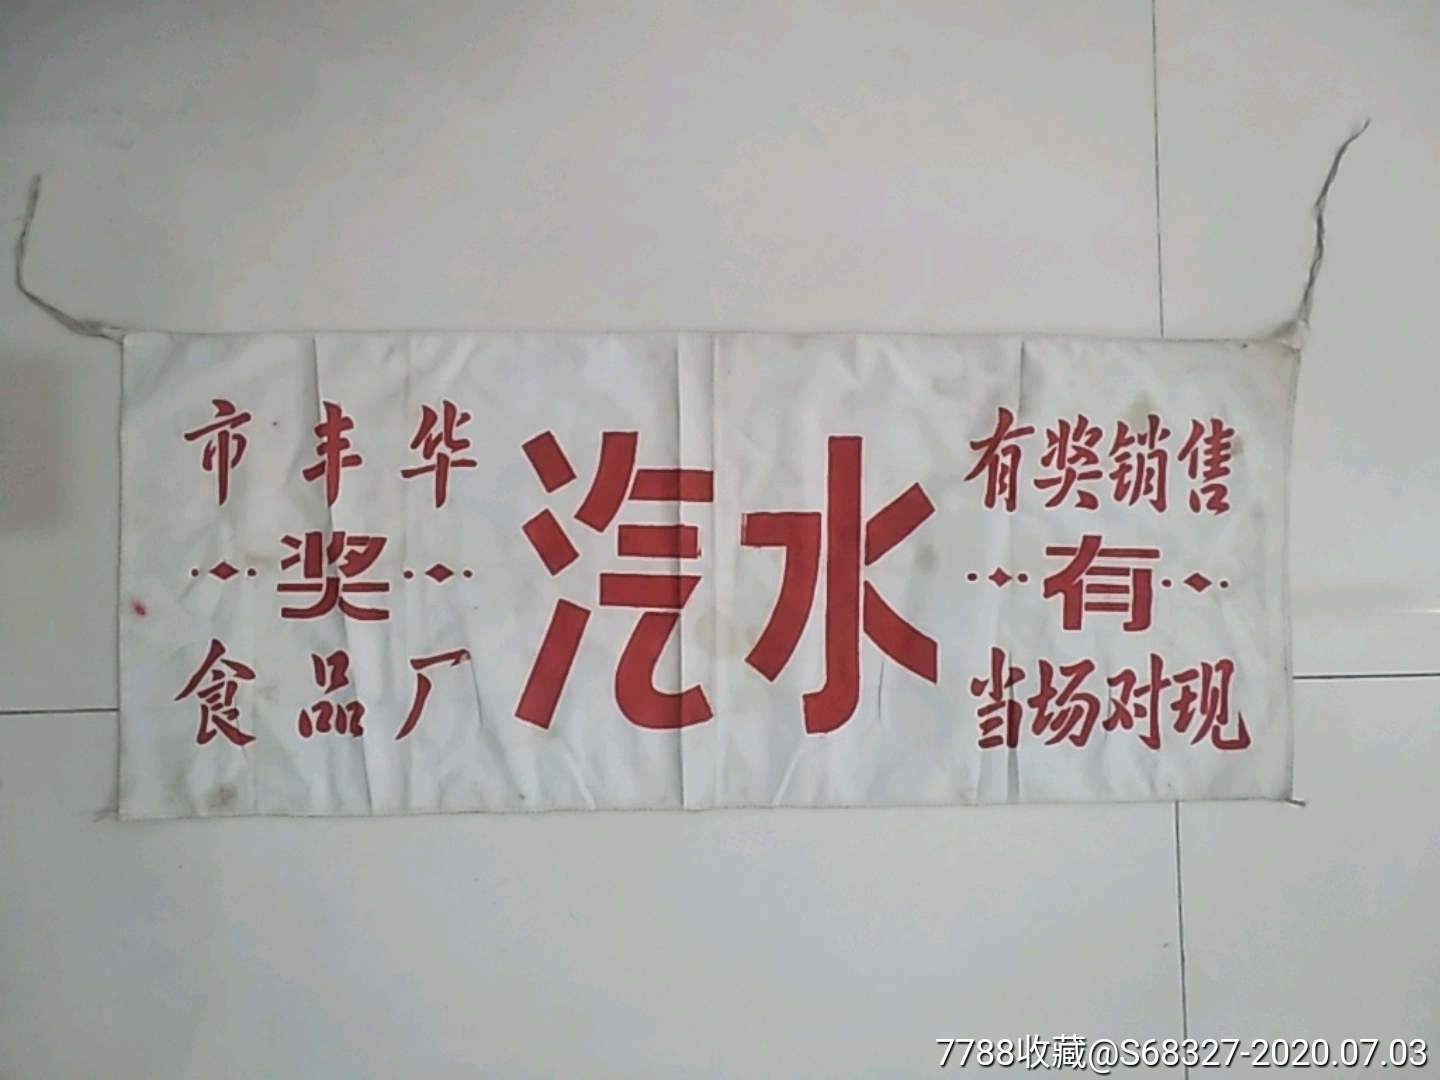 市丰华
奖
食品厂
汽水
有奖销售
有
当场对现
7788收藏@S68327-2020.07.03